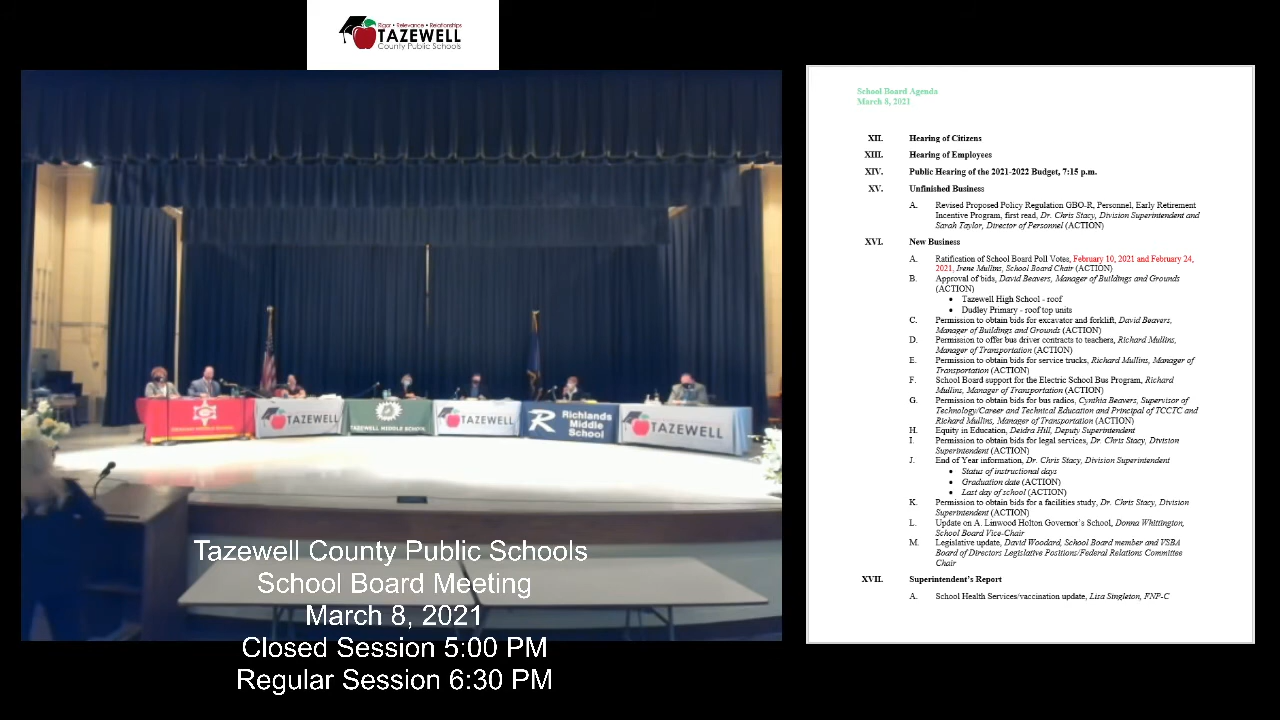 Rigor • Relevance • Relationships
TAZEWELL
County Public Schools
TAZEWELL
TAZEWELL MIDDLE SCHOOL
TAZEWELL
R Richlands
Middle
School
TAZEWELL
Tazewell County Public Schools
School Board Meeting
March 8, 2021
Closed Session 5:00 PM
Regular Session 6:30 PM
School Board Agenda
March 8, 2021
XII. Hearing of Citizens
XIII. Hearing of Employees
XIV. Public Hearing of the 2021-2022 Budget, 7:15 p.m.
XV. Unfinished Business
A. Revised Proposed Policy Regulation GBO-R, Personnel, Early Retirement
Incentive Program, first read, Dr. Chris Stacy, Division Superintendent and
Sarah Taylor, Director of Personnel (ACTION)
XVI. New Business
A. Ratification of School Board Poll Votes, February 10, 2021 and February 24,
2021, Irene Mullins, School Board Chair (ACTION)
B. Approval of bids, David Beavers, Manager of Buildings and Grounds
(ACTION)
• Tazewell High School - roof
• Dudley Primary - roof top units
C. Permission to obtain bids for excavator and forklift, David Beavers,
Manager of Buildings and Grounds (ACTION)
D. Permission to offer bus driver contracts to teachers, Richard Mullins,
Manager of Transportation (ACTION)
E. Permission to obtain bids for service trucks, Richard Mullins, Manager of
Transportation (ACTION)
F. School Board support for the Electric School Bus Program, Richard
Mullins, Manager of Transportation (ACTION)
G. Permission to obtain bids for bus radios, Cynthia Beavers, Supervisor of
Technology/Career and Technical Education and Principal of TCCTC and
Richard Mullins, Manager of Transportation (ACTION)
H. Equity in Education, Deidra Hill, Deputy Superintendent
I. Permission to obtain bids for legal services, Dr. Chris Stacy, Division
Superintendent (ACTION)
J. End of Year information, Dr. Chris Stacy, Division Superintendent
• Status of instructional days
• Graduation date (ACTION)
• Last day of school (ACTION)
K. Permission to obtain bids for a facilities study, Dr. Chris Stacy, Division
Superintendent (ACTION)
L. Update on A. Linwood Holton Governor's School, Donna Whittington,
School Board Vice-Chair
M. Legislative update, David Woodard, School Board member and VSBA
Board of Directors Legislative Positions/Federal Relations Committee
Chair
XVII. Superintendent's Report
A. School Health Services/vaccination update, Lisa Singleton, FNP-C